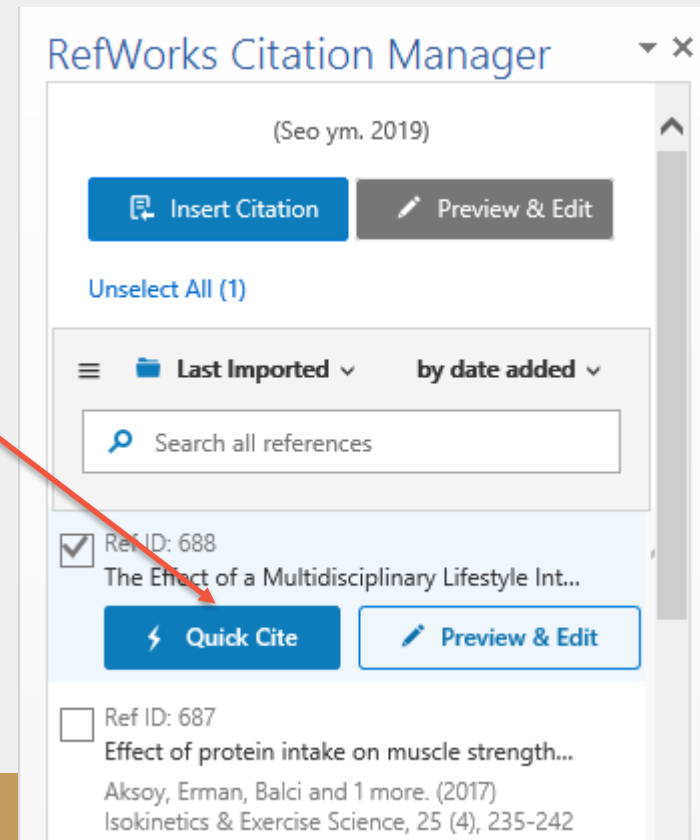 RefWorks Citation Manager
(Seo ym. 2019)
Insert Citation
Preview & Edit
Unselect All (1)
Last Imported
by date added
Search all references
Ref ID: 688
The Effect of a Multidisciplinary Lifestyle Int...
Quick Cite
Preview & Edit
Ref ID: 687
Effect of protein intake on muscle strength...
Aksoy, Erman, Balci and 1 more. (2017)
Isokinetics & Exercise Science, 25 (4), 235-242